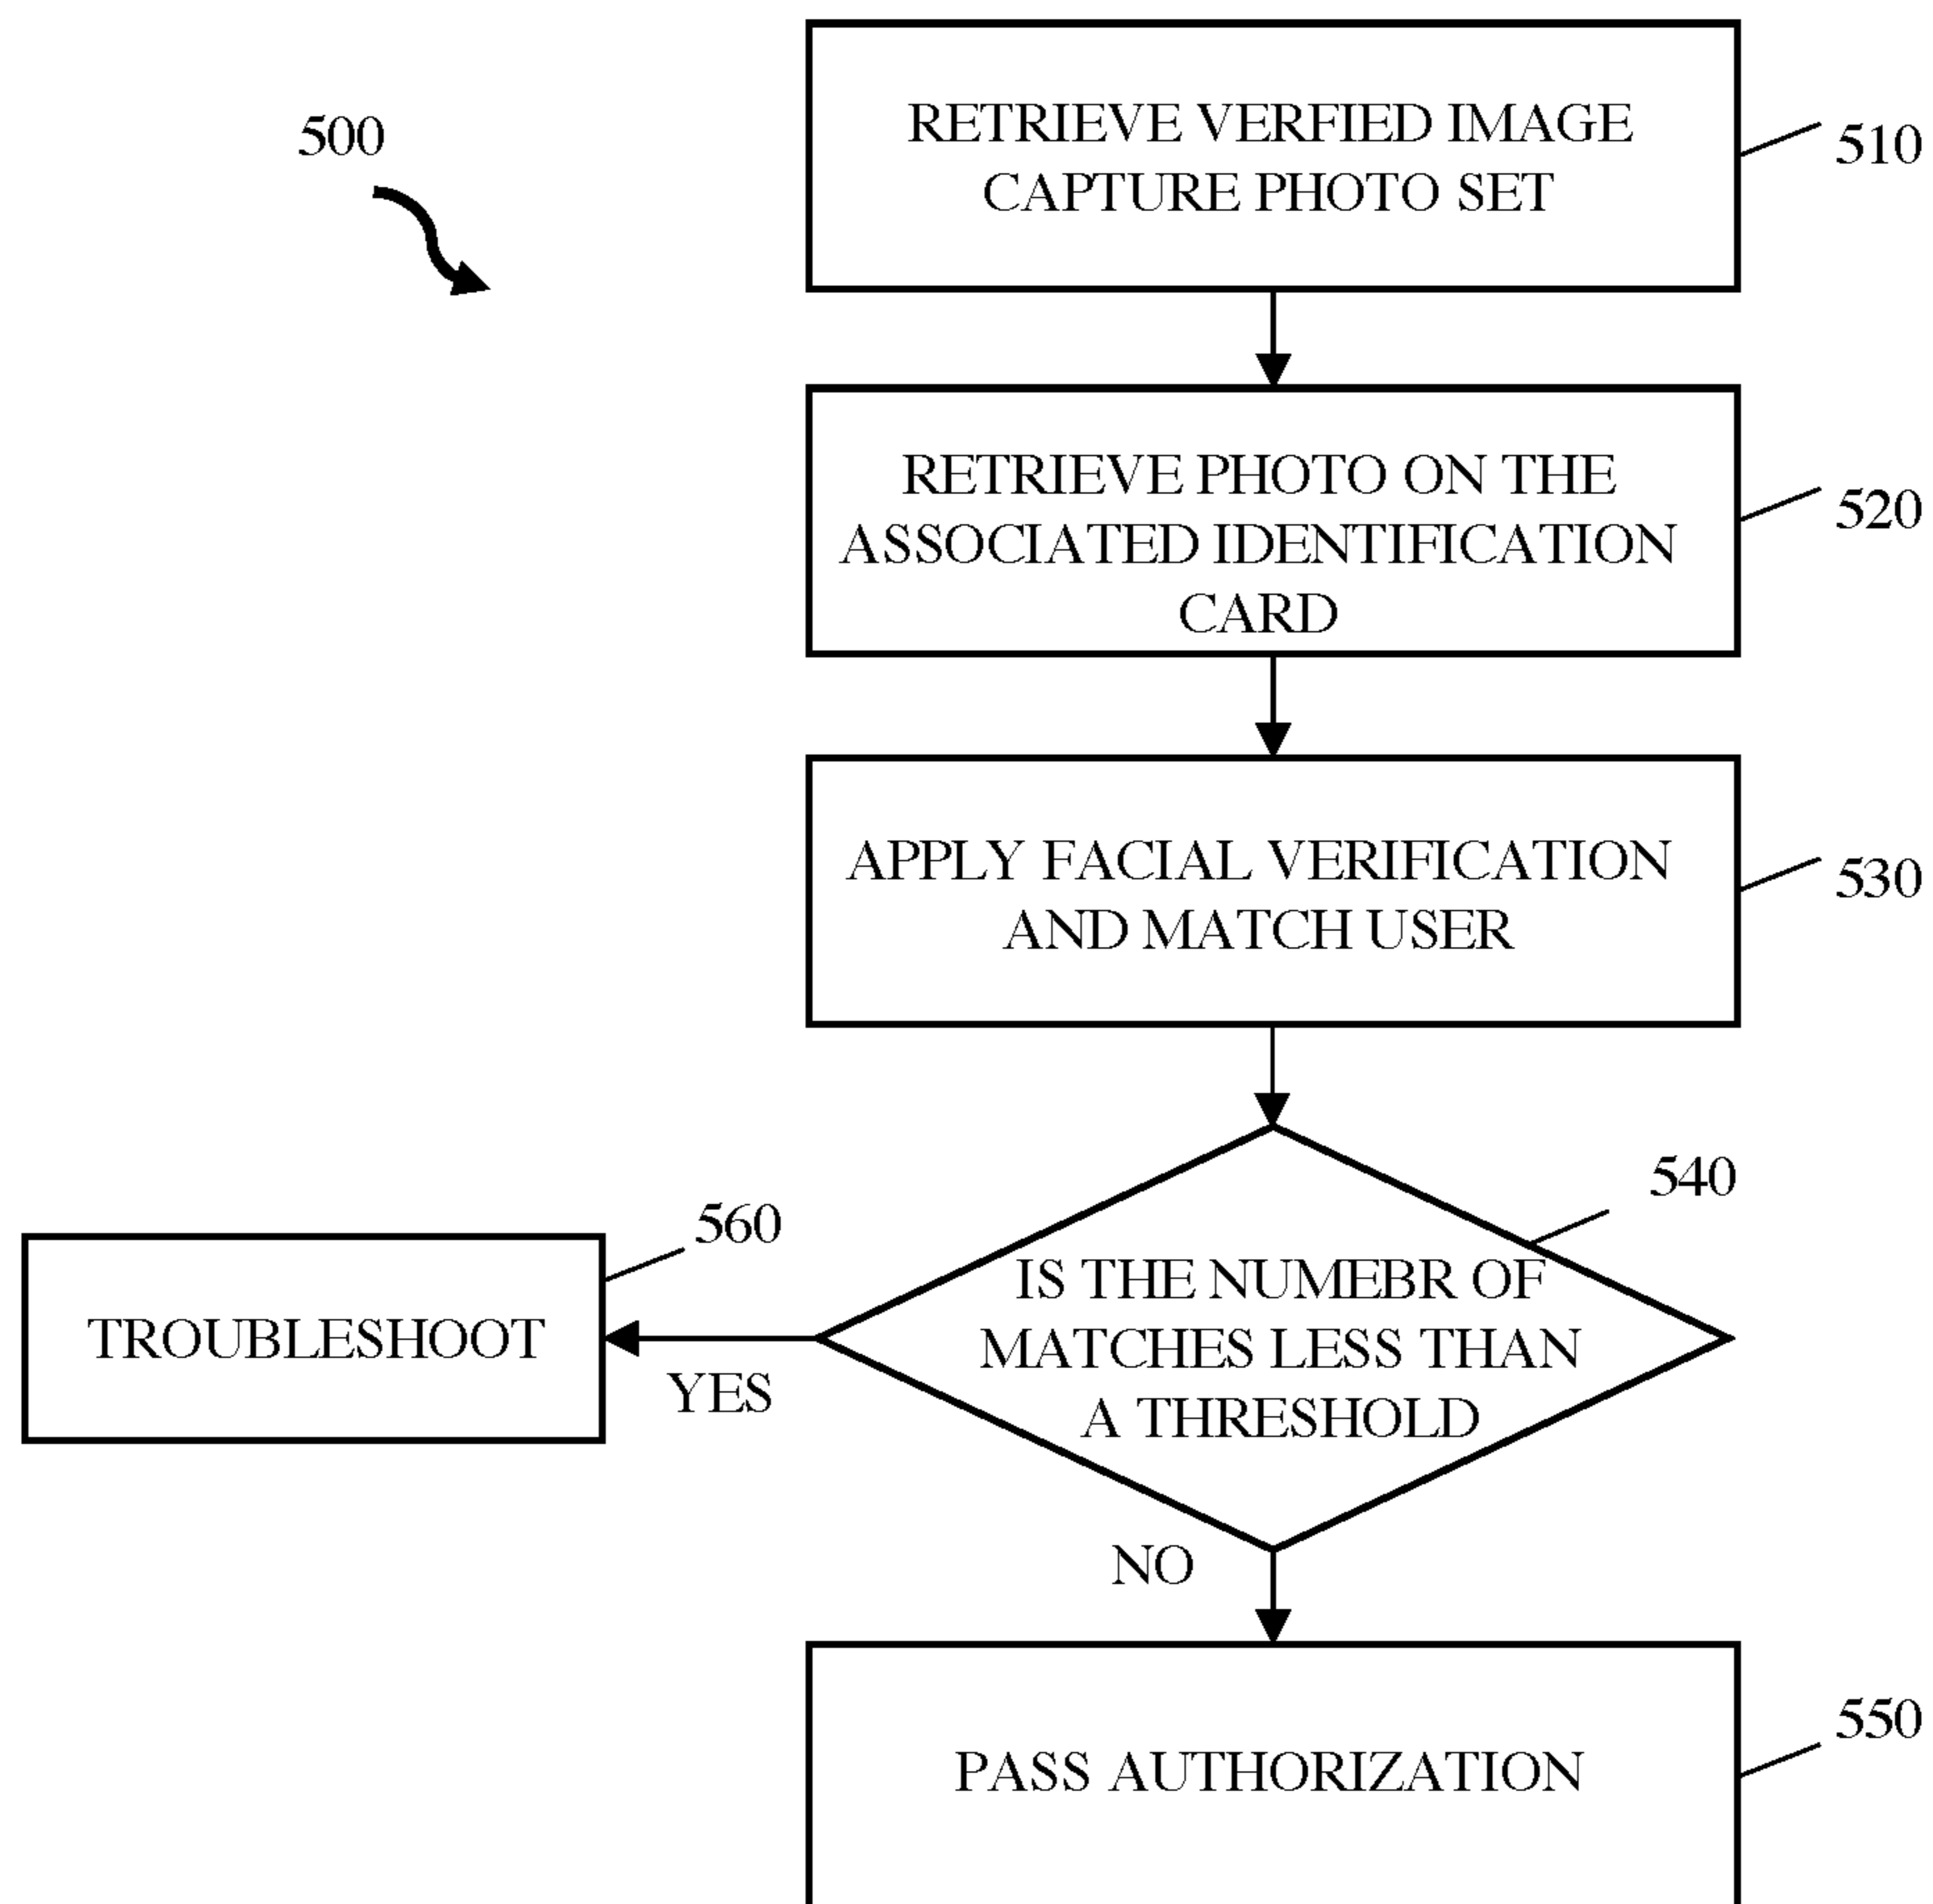 500
RETRIEVE VERFIED IMAGE
CAPTURE PHOTO SET
510
RETRIEVE PHOTO ON THE
ASSOCIATED IDENTIFICATION
CARD
520
APPLY FACIAL VERIFICATION
AND MATCH USER
530
540
IS THE NUMEBR OF
MATCHES LESS THAN
A THRESHOLD
560
TROUBLESHOOT
YES
NO
PASS AUTHORIZATION
550